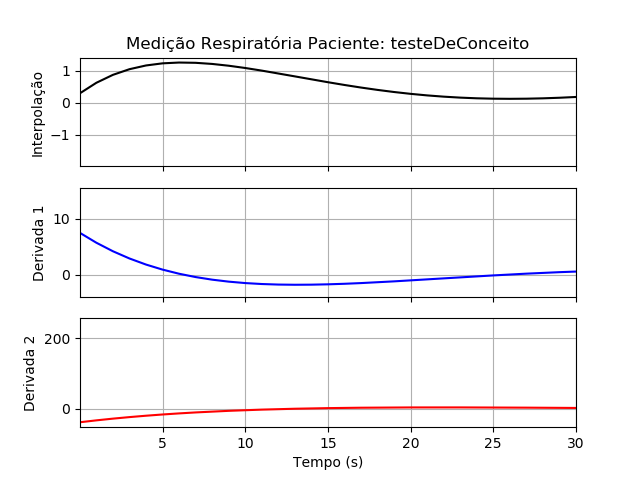 Medição Respiratória Paciente: testeDeConceito
Interpolação
1
0
−1
Derivada 1
10
0
Derivada 2
200
0
5 10 15 20 25 30
Tempo (s)